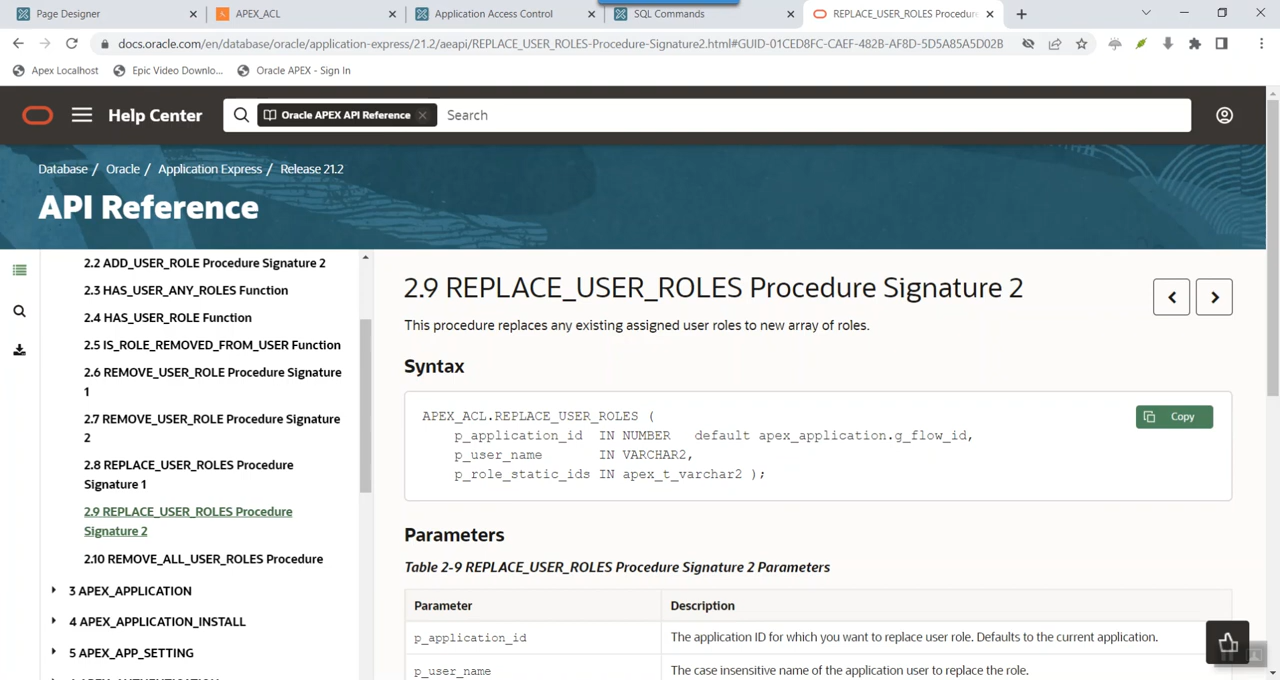 Page Designer
APEX_ACL
Application Access Control
SQL Commands
REPLACE_USER_ROLES Procedur
docs.oracle.com/en/database/oracle/application-express/21.2/aeapi/REPLACE_USER_ROLES-Procedure-Signature2.html#GUID-01CED8FC-CAEF-482B-AF8D-5D5A85A5D02B
Apex Localhost
Epic Video Downlo...
Oracle APEX - Sign In
Help Center
Oracle APEX API Reference
Search
Database / Oracle / Application Express / Release 21.2
API Reference
2.2 ADD_USER_ROLE Procedure Signature 2
2.3 HAS_USER_ANY_ROLES Function
2.4 HAS_USER_ROLE Function
2.5 IS_ROLE_REMOVED_FROM_USER Function
2.6 REMOVE_USER_ROLE Procedure Signature
1
2.7 REMOVE_USER_ROLE Procedure Signature
2
2.8 REPLACE_USER_ROLES Procedure
Signature 1
2.9 REPLACE_USER_ROLES Procedure
Signature 2
2.10 REMOVE_ALL_USER_ROLES Procedure
3 APEX_APPLICATION
4 APEX_APPLICATION_INSTALL
5 APEX_APP_SETTING
2.9 REPLACE_USER_ROLES Procedure Signature 2
This procedure replaces any existing assigned user roles to new array of roles.
Syntax
APEX_ACL.REPLACE_USER_ROLES (
p_application_id IN NUMBER default apex_application.g_flow_id,
p_user_name IN VARCHAR2,
p_role_static_ids IN apex_t_varchar2 );
Copy
Parameters
Table 2-9 REPLACE_USER_ROLES Procedure Signature 2 Parameters
Parameter Description
p_application_id The application ID for which you want to replace user role. Defaults to the current application.
p_user_name The case insensitive name of the application user to replace the role.